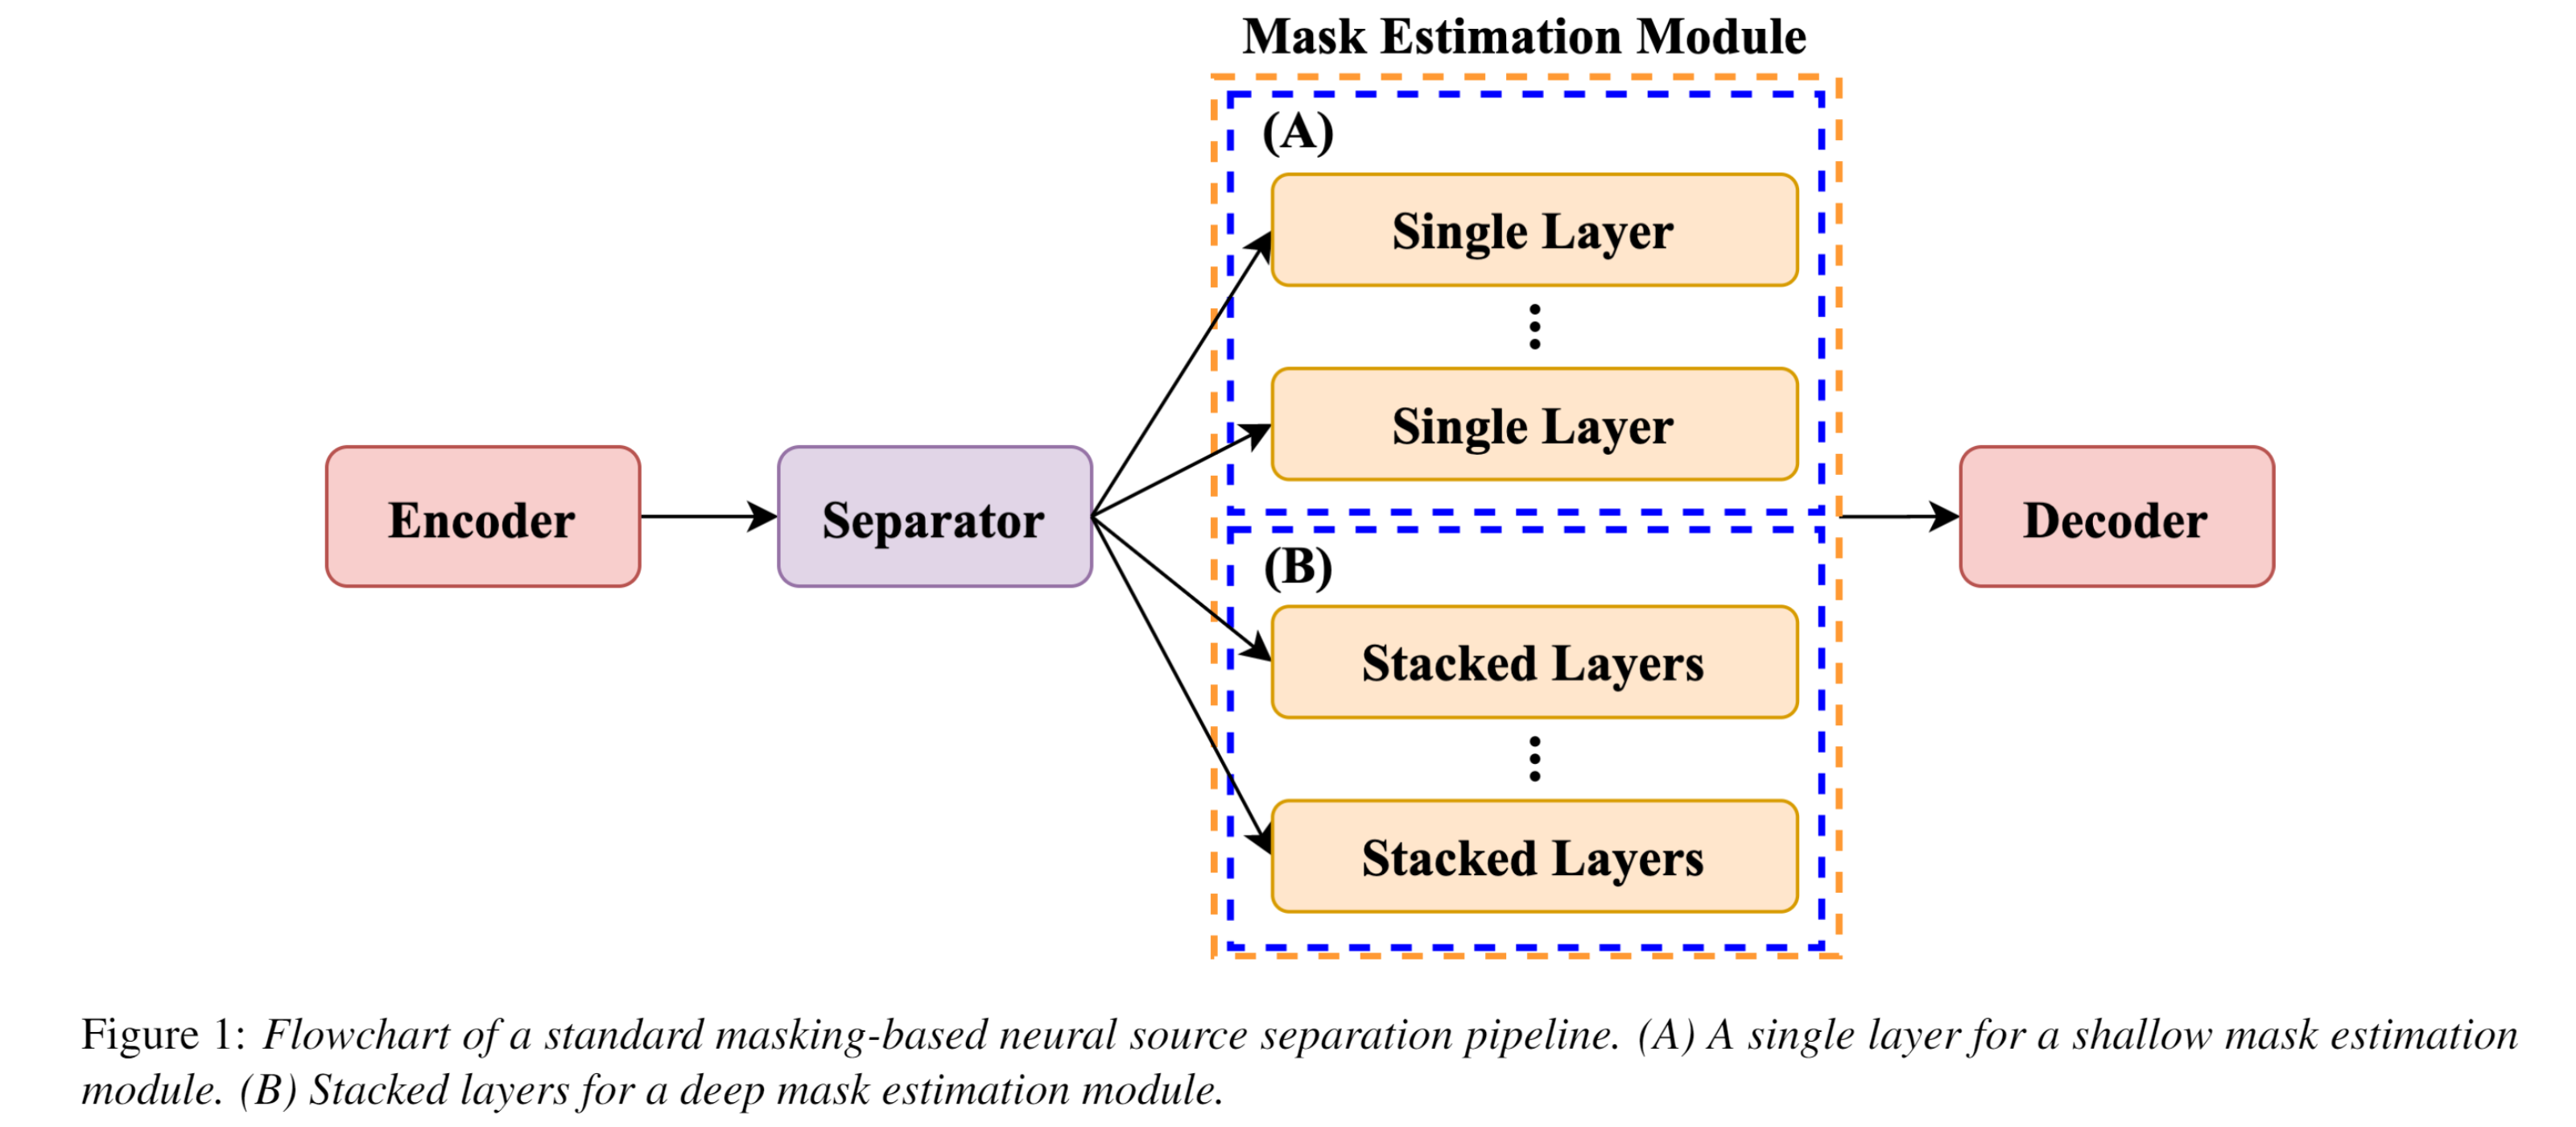 Mask Estimation Module
(A)
Single Layer
Single Layer
Encoder
Separator
Decoder
(B)
Stacked Layers
Stacked Layers
Figure 1: Flowchart of a standard masking-based neural source separation pipeline. (A) A single layer for a shallow mask estimation
module. (B) Stacked layers for a deep mask estimation module.